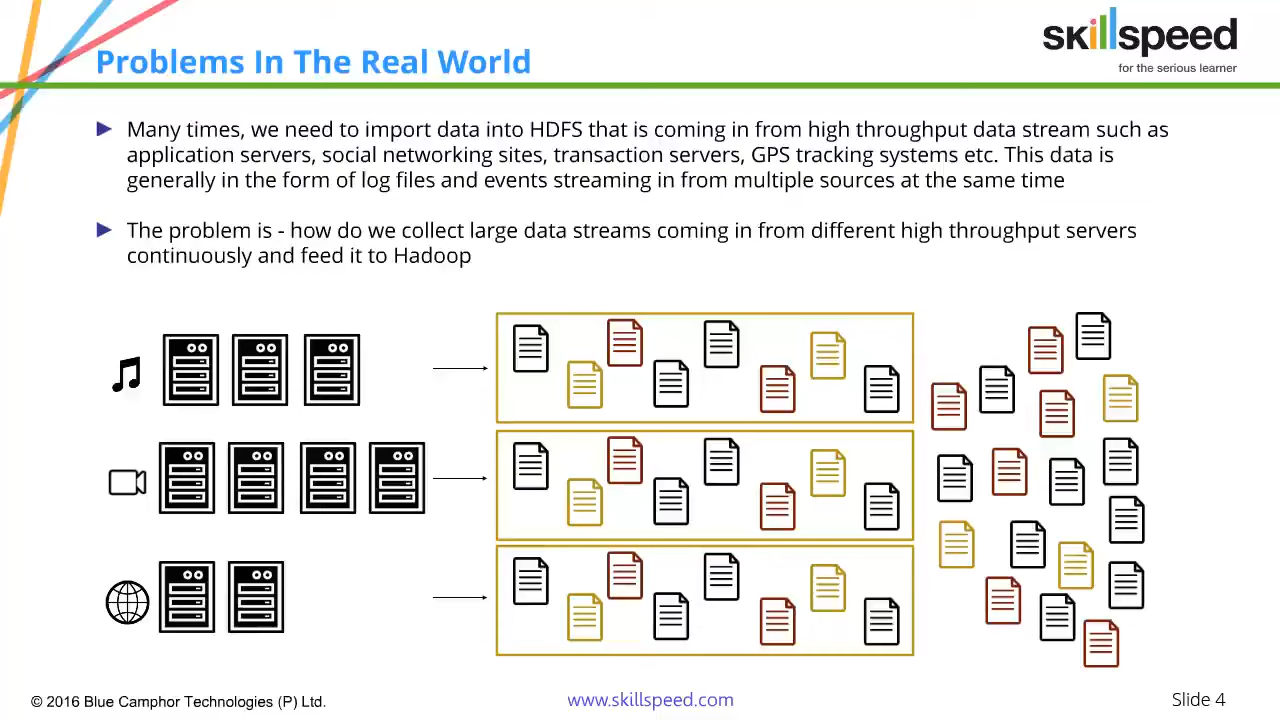 skillspeed
for the serious learner
Problems In The Real World
Many times, we need to import data into HDFS that is coming in from high throughput data stream such as
application servers, social networking sites, transaction servers, GPS tracking systems etc. This data is
generally in the form of log files and events streaming in from multiple sources at the same time
The problem is - how do we collect large data streams coming in from different high throughput servers
continuously and feed it to Hadoop
© 2016 Blue Camphor Technologies (P) Ltd.
www.skillspeed.com
Slide 4